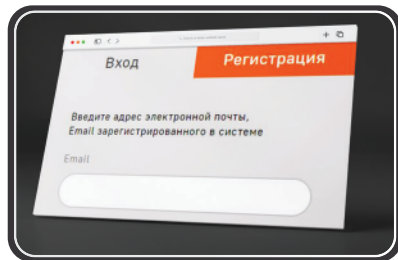 Вход
Регистрация
Введите адрес электронной почты,
Email зарегистрированного в системе
Email